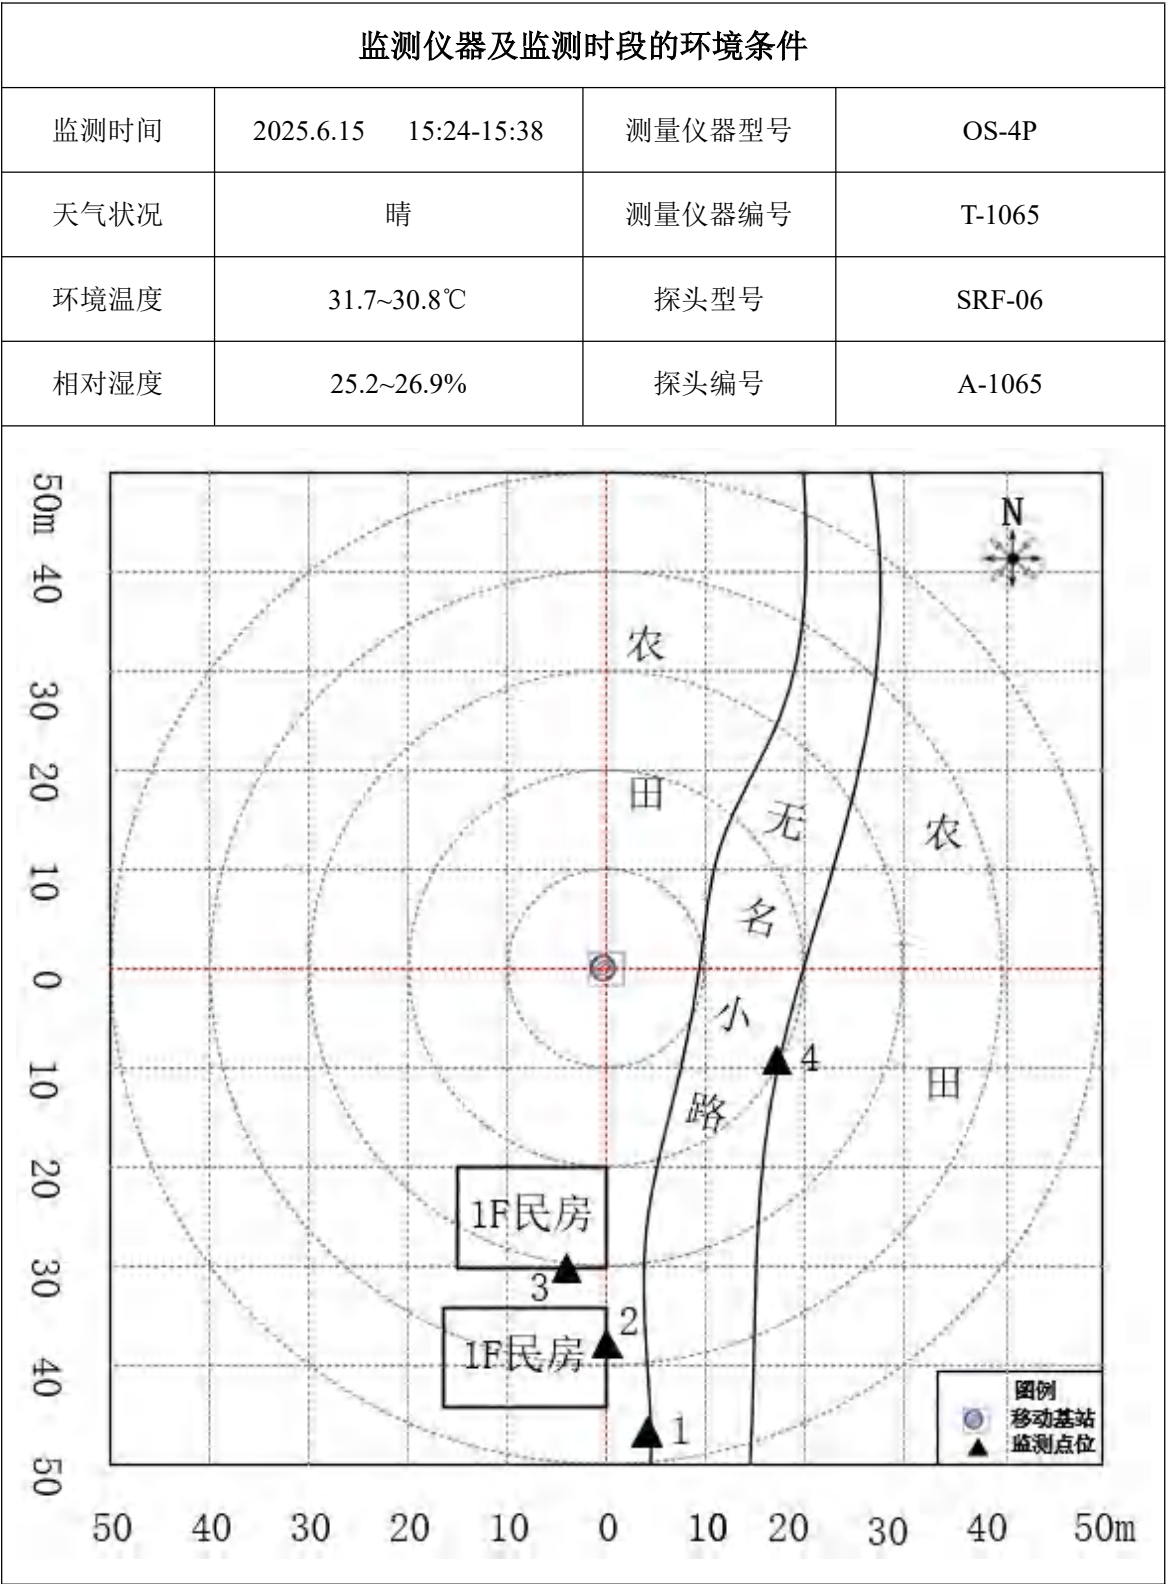 监测仪器及监测时段的环境条件
监测时间 2025.6.15 15:24-15:38 测量仪器型号 OS-4P
天气状况 晴 测量仪器编号 T-1065
环境温度 31.7~30.8℃ 探头型号 SRF-06
相对湿度 25.2~26.9% 探头编号 A-1065
50m
40
30
20
10
0
10
20
30
40
50
N
农
田
无
名
小
路
农
田
4
1F民房
3
2
1F民房
1
图例
移动基站
监测点位
50 40 30 20 10 0 10 20 30 40 50m